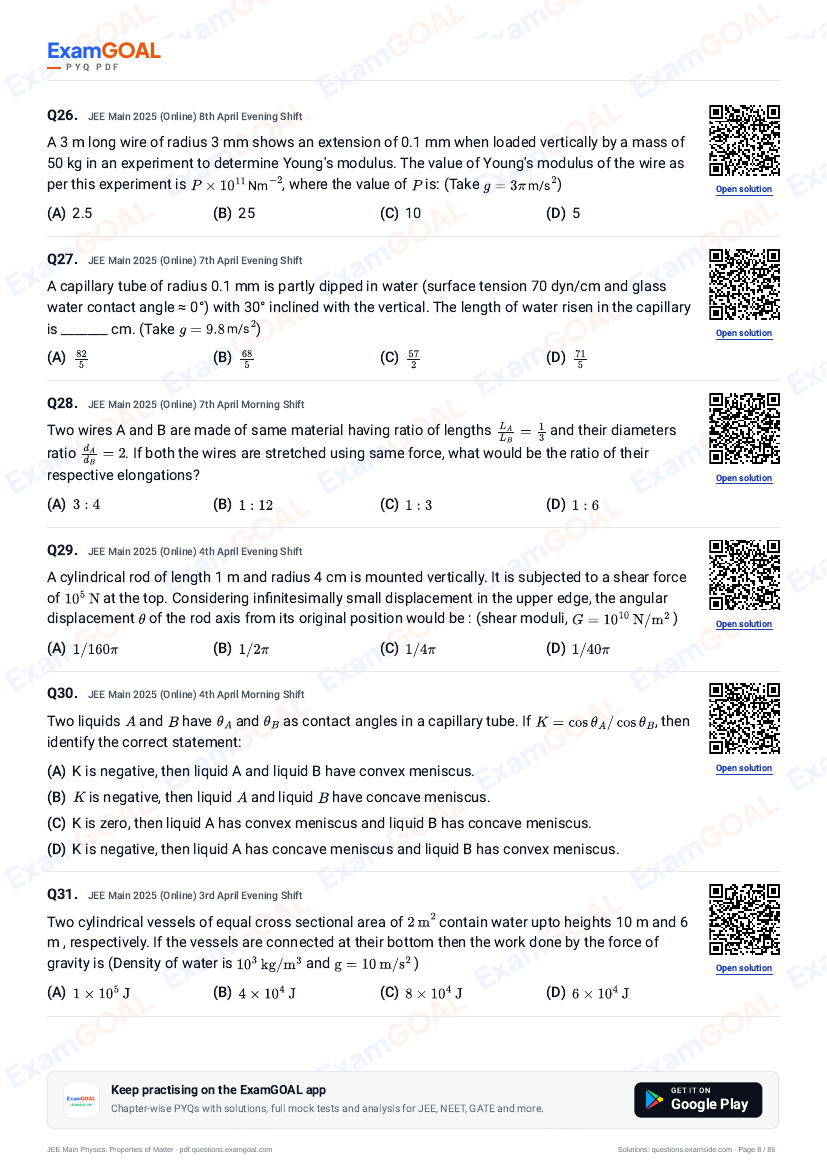 ExamGOAL
PYQ PDF
Q26. JEE Main 2025 (Online) 8th April Evening Shift
A 3 m long wire of radius 3 mm shows an extension of 0.1 mm when loaded vertically by a mass of
50 kg in an experiment to determine Young's modulus. The value of Young's modulus of the wire as
per this experiment is P × 10¹¹ Nm⁻², where the value of P is: (Take g = 3π m/s²)
(A) 2.5 (B) 25 (C) 10 (D) 5
Open solution
Q27. JEE Main 2025 (Online) 7th April Evening Shift
A capillary tube of radius 0.1 mm is partly dipped in water (surface tension 70 dyn/cm and glass
water contact angle ≈ 0°) with 30° inclined with the vertical. The length of water risen in the capillary
is _______ cm. (Take g = 9.8 m/s²)
(A) 82/5 (B) 68/5 (C) 57/2 (D) 71/5
Open solution
Q28. JEE Main 2025 (Online) 7th April Morning Shift
Two wires A and B are made of same material having ratio of lengths L_A/L_B = 1/3 and their diameters
ratio d_A/d_B = 2. If both the wires are stretched using same force, what would be the ratio of their
respective elongations?
(A) 3 : 4 (B) 1 : 12 (C) 1 : 3 (D) 1 : 6
Open solution
Q29. JEE Main 2025 (Online) 4th April Evening Shift
A cylindrical rod of length 1 m and radius 4 cm is mounted vertically. It is subjected to a shear force
of 10⁵ N at the top. Considering infinitesimally small displacement in the upper edge, the angular
displacement θ of the rod axis from its original position would be : (shear moduli, G = 10¹⁰ N/m² )
(A) 1/160π (B) 1/2π (C) 1/4π (D) 1/40π
Open solution
Q30. JEE Main 2025 (Online) 4th April Morning Shift
Two liquids A and B have θ_A and θ_B as contact angles in a capillary tube. If K = cos θ_A/ cos θ_B, then
identify the correct statement:
(A) K is negative, then liquid A and liquid B have convex meniscus.
(B) K is negative, then liquid A and liquid B have concave meniscus.
(C) K is zero, then liquid A has convex meniscus and liquid B has concave meniscus.
(D) K is negative, then liquid A has concave meniscus and liquid B has convex meniscus.
Open solution
Q31. JEE Main 2025 (Online) 3rd April Evening Shift
Two cylindrical vessels of equal cross sectional area of 2 m² contain water upto heights 10 m and 6
m , respectively. If the vessels are connected at their bottom then the work done by the force of
gravity is (Density of water is 10³ kg/m³ and g = 10 m/s² )
(A) 1 × 10⁵ J (B) 4 × 10⁴ J (C) 8 × 10⁴ J (D) 6 × 10⁴ J
Open solution
ExamGOAL
Keep practising on the ExamGOAL app
Chapter-wise PYQs with solutions, full mock tests and analysis for JEE, NEET, GATE and more.
GET IT ON
Google Play
JEE Main Physics: Properties of Matter · pdf.questions.examgoal.com
Solutions: questions.examside.com · Page 8 / 86